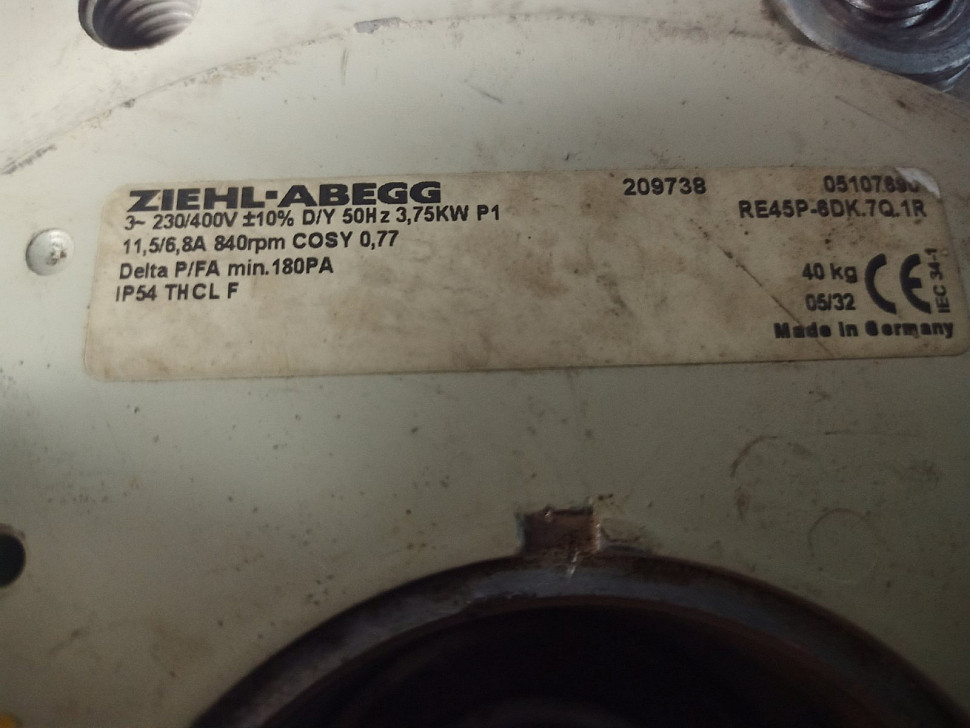 ZIEHL-ABEGG
3~ 230/400V ±10% D/Y 50Hz 3,75KW P1
11,5/6,8A 840rpm COSY 0,77
Delta P/FA min.180PA
IP54 THCL F
209738
RE45P-6DK.7Q.1R
40 kg CE IEC 34-1
05/32
Made in Germany